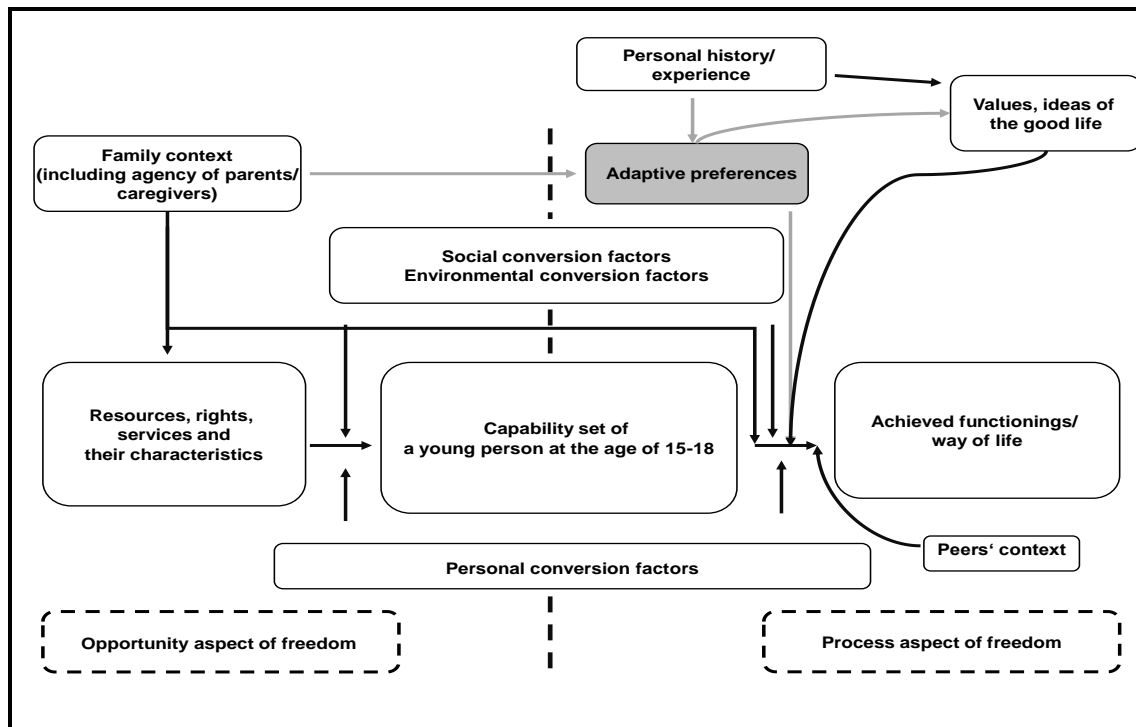 Personal history/
experience
Values, ideas of
the good life
Family context
(including agency of parents/
caregivers)
Adaptive preferences
Social conversion factors
Environmental conversion factors
Resources, rights,
services and
their characteristics
Capability set of
a young person at the age of 15-18
Achieved functionings/
way of life
Peers‘ context
Personal conversion factors
Opportunity aspect of freedom
Process aspect of freedom